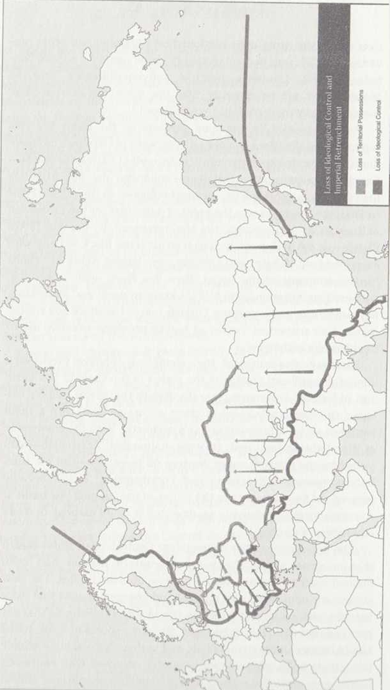 Loss of Ideological Control and
Imperial Retrenchment
Loss of Territorial Possessions
Loss of Ideological Control